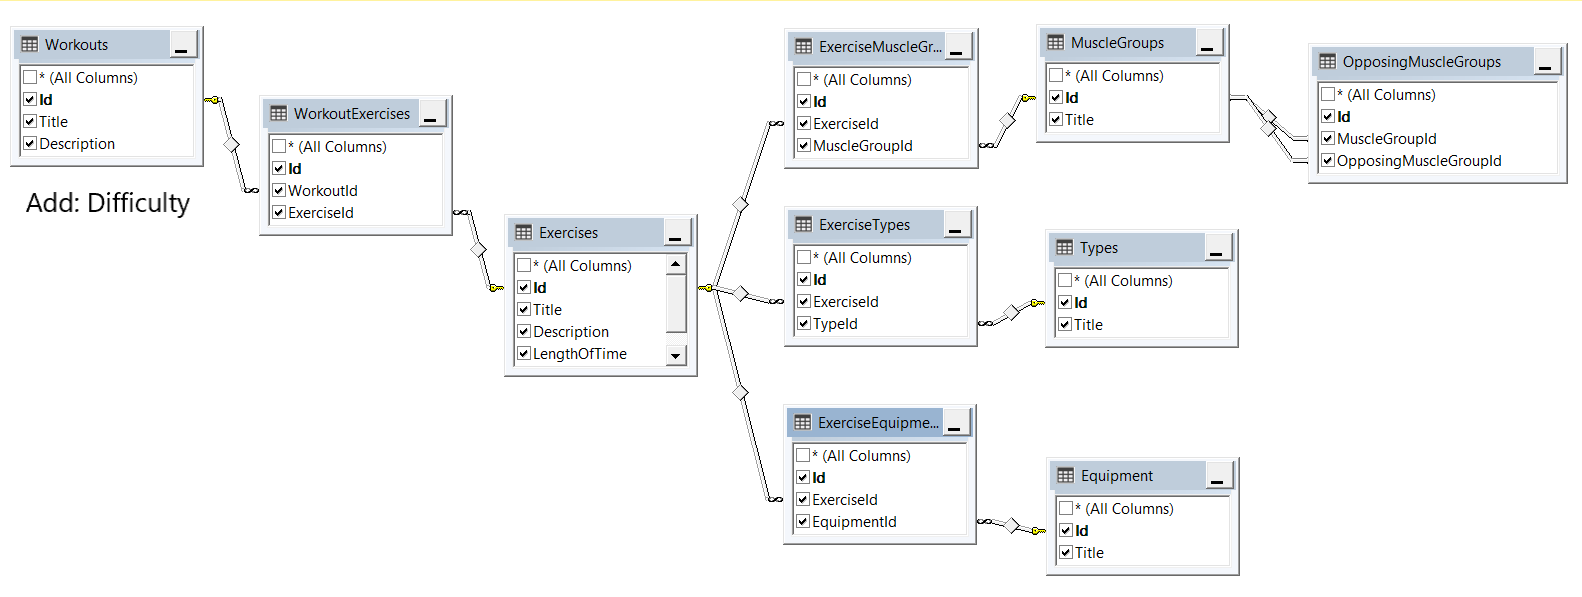 Workouts
* (All Columns)
Id
Title
Description
Add: Difficulty
WorkoutExercises
* (All Columns)
Id
WorkoutId
ExerciseId
Exercises
* (All Columns)
Id
Title
Description
LengthOfTime
ExerciseMuscleGr...
* (All Columns)
Id
ExerciseId
MuscleGroupId
MuscleGroups
* (All Columns)
Id
Title
OpposingMuscleGroups
* (All Columns)
Id
MuscleGroupId
OpposingMuscleGroupId
ExerciseTypes
* (All Columns)
Id
ExerciseId
TypeId
Types
* (All Columns)
Id
Title
ExerciseEquipme...
* (All Columns)
Id
ExerciseId
EquipmentId
Equipment
* (All Columns)
Id
Title